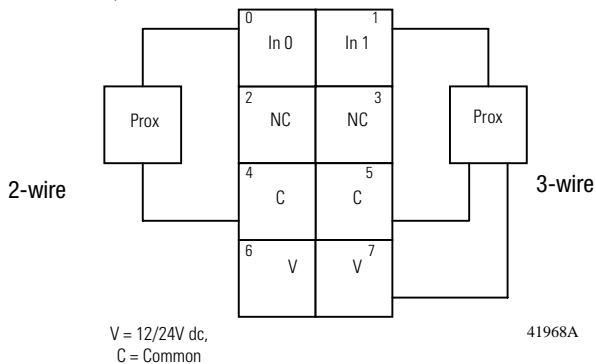 0
1
In 0
In 1
2
3
Prox
NC
NC
Prox
4
5
2-wire
C
C
3-wire
6
7
V
V
V = 12/24V dc,
C = Common
41968A